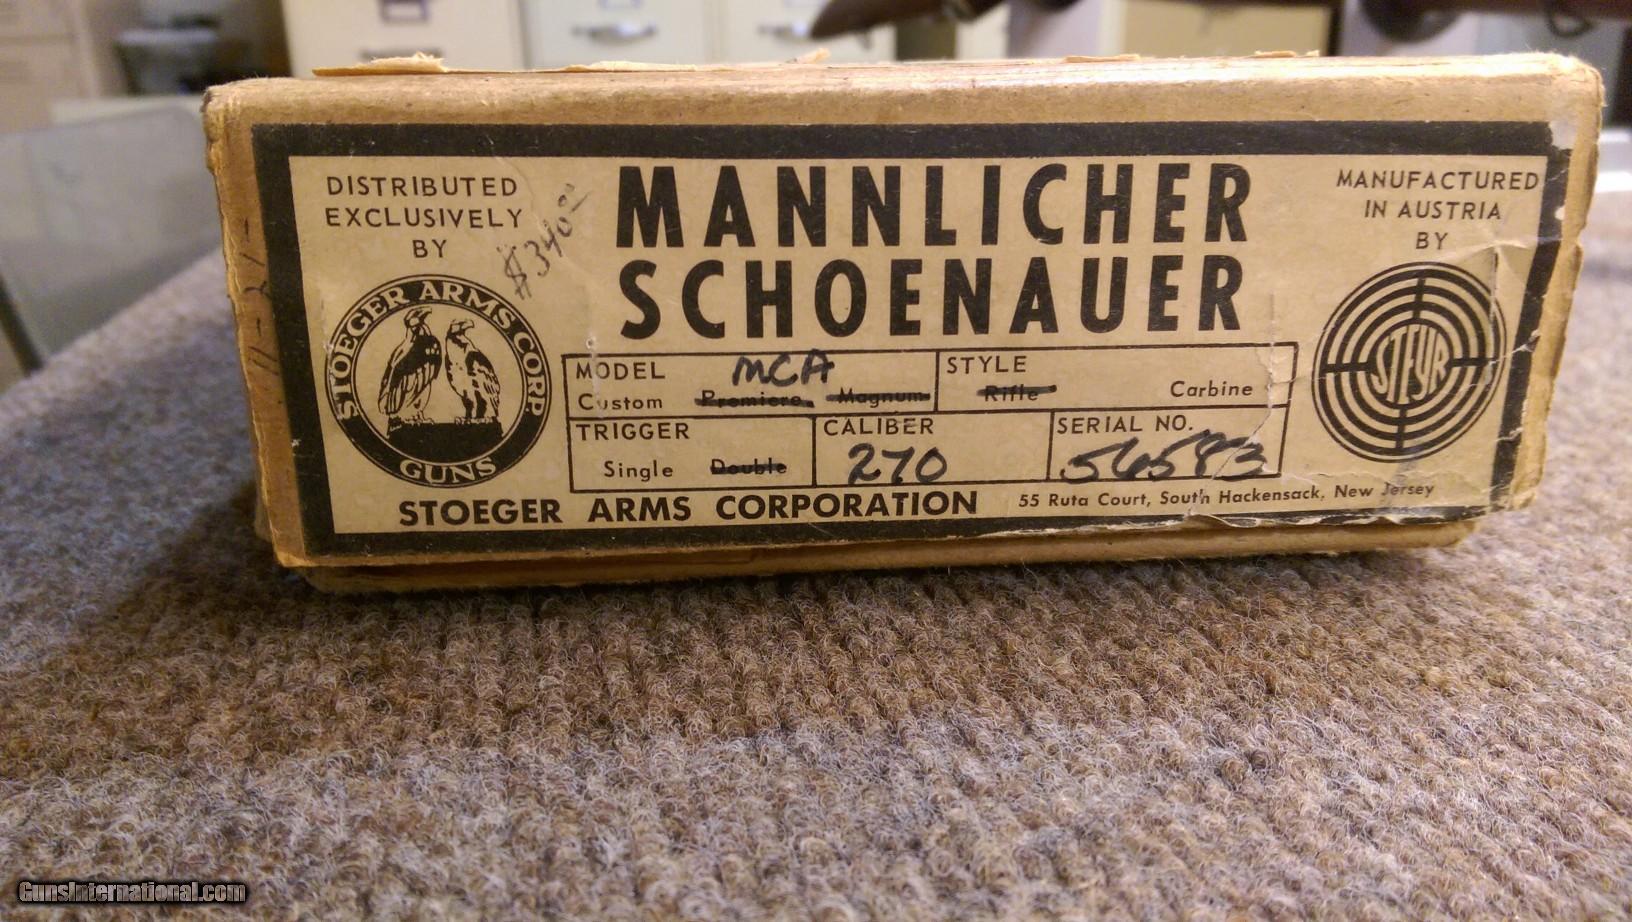 DISTRIBUTED
EXCLUSIVELY
BY
$340.00
STOEGER ARMS CORP.
GUNS
MANNLICHER
SCHOENAUER
MANUFACTURED
IN AUSTRIA
BY
STEYR
MODEL MCA
Custom Premiere Magnum
STYLE
Rifle Carbine
TRIGGER
Single Double
CALIBER
270
SERIAL NO.
56583
STOEGER ARMS CORPORATION 55 Ruta Court, South Hackensack, New Jersey
GunsInternational.com